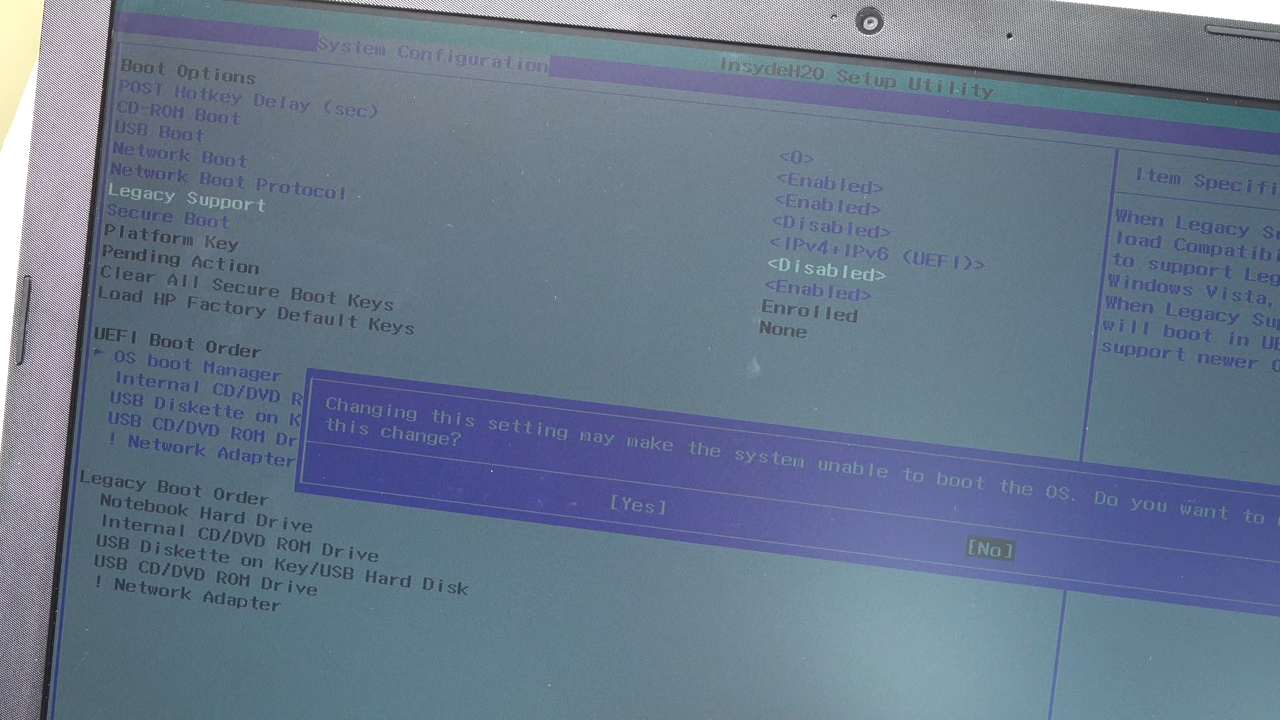 System Configuration
InsydeH2O Setup Utility
Boot Options
POST Hotkey Delay (sec) <0>
CD-ROM Boot <Enabled>
USB Boot <Enabled>
Network Boot <Disabled>
Network Boot Protocol <IPv4+IPv6 (UEFI)>
Legacy Support <Disabled>
Secure Boot <Enabled>
Platform Key Enrolled
Pending Action None
Clear All Secure Boot Keys
Load HP Factory Default Keys
UEFI Boot Order
► OS boot Manager
Internal CD/DVD R
USB Diskette on K
USB CD/DVD ROM Dr
! Network Adapter
Legacy Boot Order
Notebook Hard Drive
Internal CD/DVD ROM Drive
USB Diskette on Key/USB Hard Disk
USB CD/DVD ROM Drive
! Network Adapter
Item Specifi
When Legacy Su
load Compatibi
to support Leg
Windows Vista,
When Legacy Sup
will boot in UE
support newer O
Changing this setting may make the system unable to boot the OS. Do you want to
this change?
[Yes]
[No]